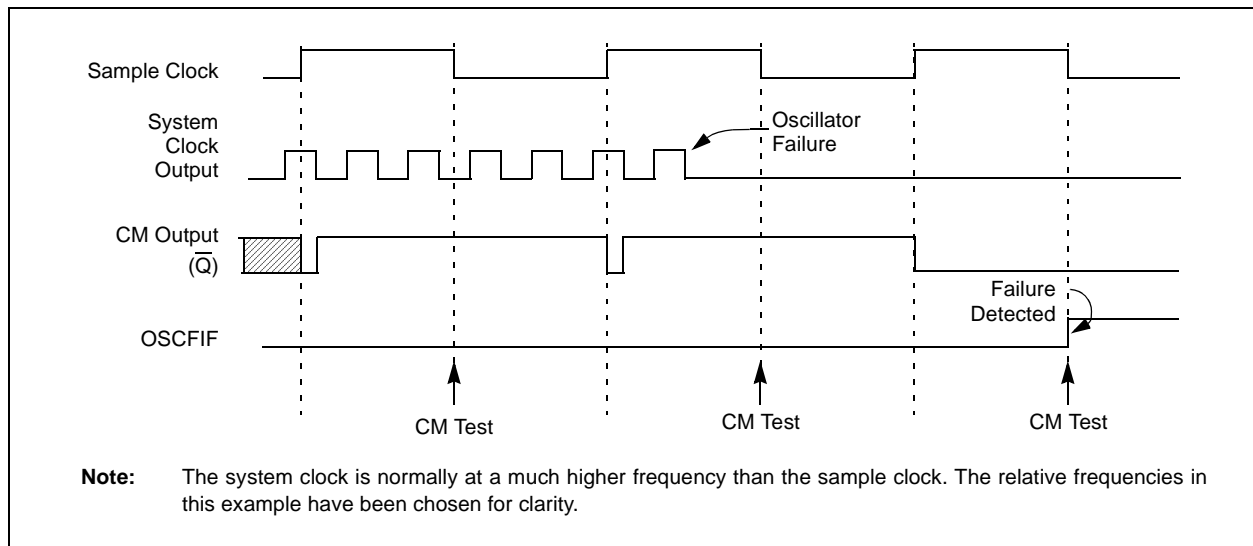 Sample Clock
System
Clock
Output
Oscillator
Failure
CM Output
(Q̅)
Failure
Detected
OSCFIF
CM Test
CM Test
CM Test
Note: The system clock is normally at a much higher frequency than the sample clock. The relative frequencies in
this example have been chosen for clarity.